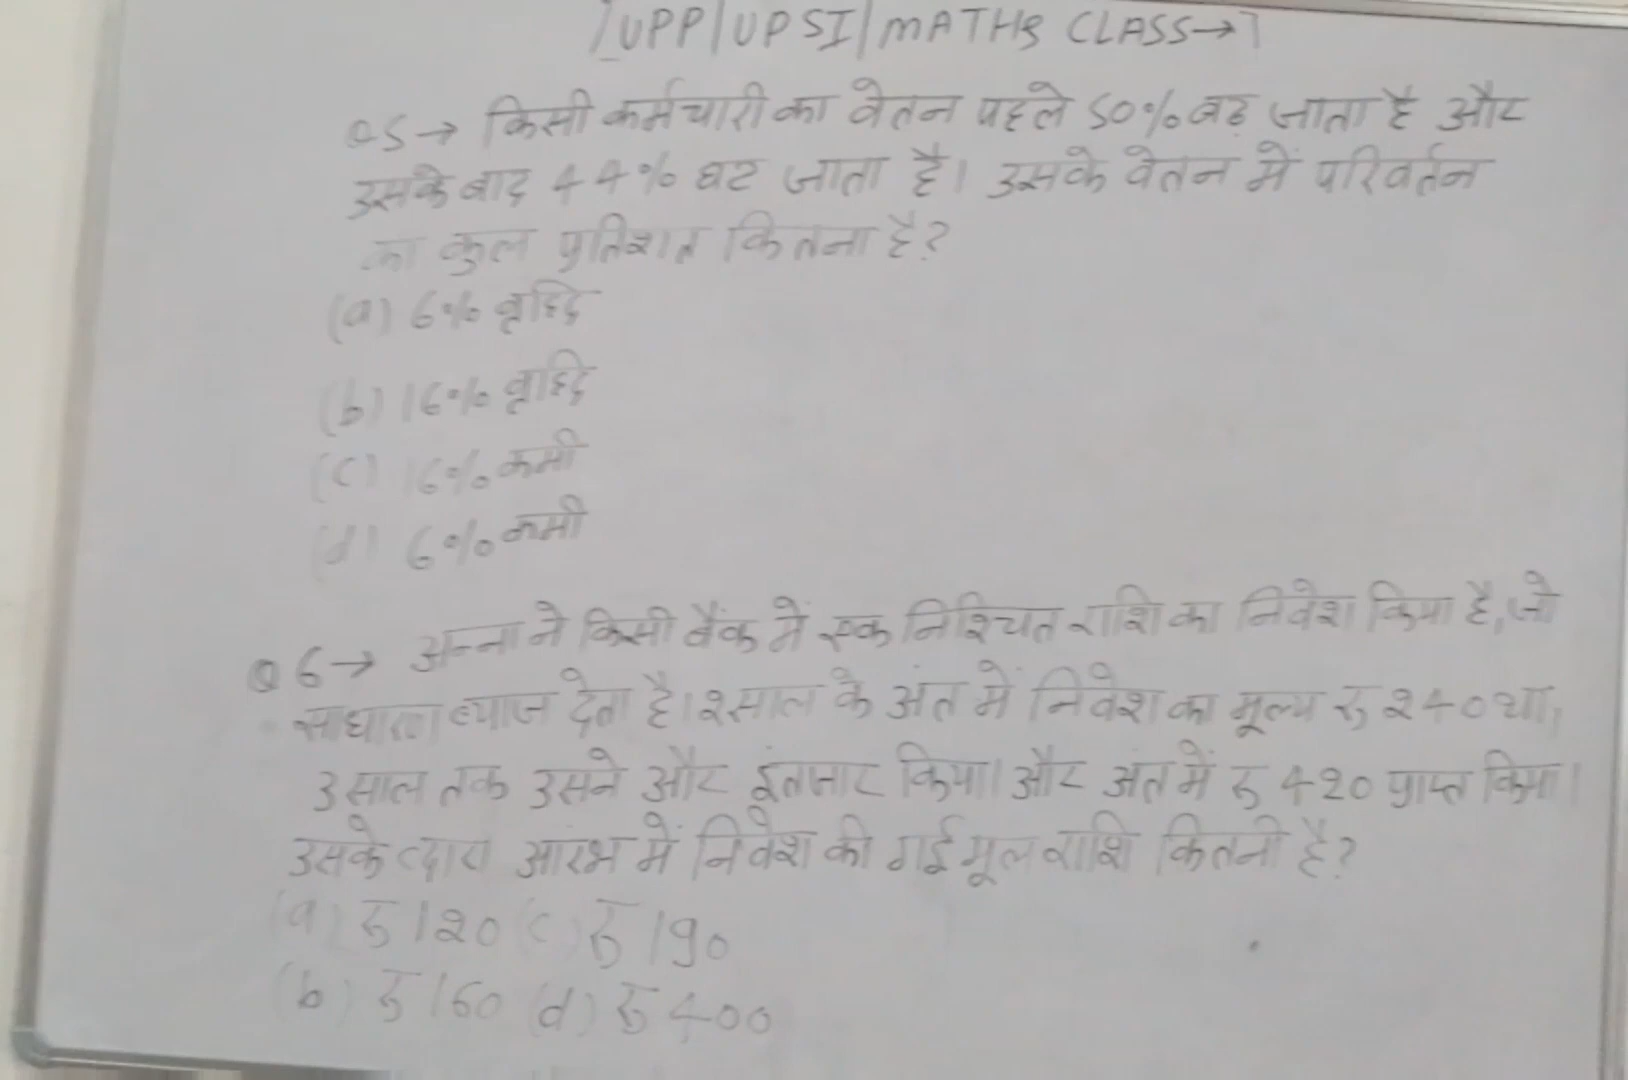 [UPP|UPSI|MATHS CLASS→]
Q5→ किसी कर्मचारी का वेतन पहले 50% बढ़ जाता है और
उसके बाद 44% घट जाता है। उसके वेतन में परिवर्तन
का कुल प्रतिशत कितना है?
(a) 6% वृद्धि
(b) 16% वृद्धि
(c) 16% कमी
(d) 6% कमी
Q6→ अन्ना ने किसी बैंक में एक निश्चित राशि का निवेश किया है, जो
साधारण ब्याज देता है। 2 साल के अंत में निवेश का मूल्य रु 240 था,
3 साल तक उसने और इंतजार किया। और अंत में रु 420 प्राप्त किया।
उसके द्वारा आरंभ में निवेश की गई मूल राशि कितनी है?
(a) रु 120 (c) रु 190
(b) रु 160 (d) रु 400